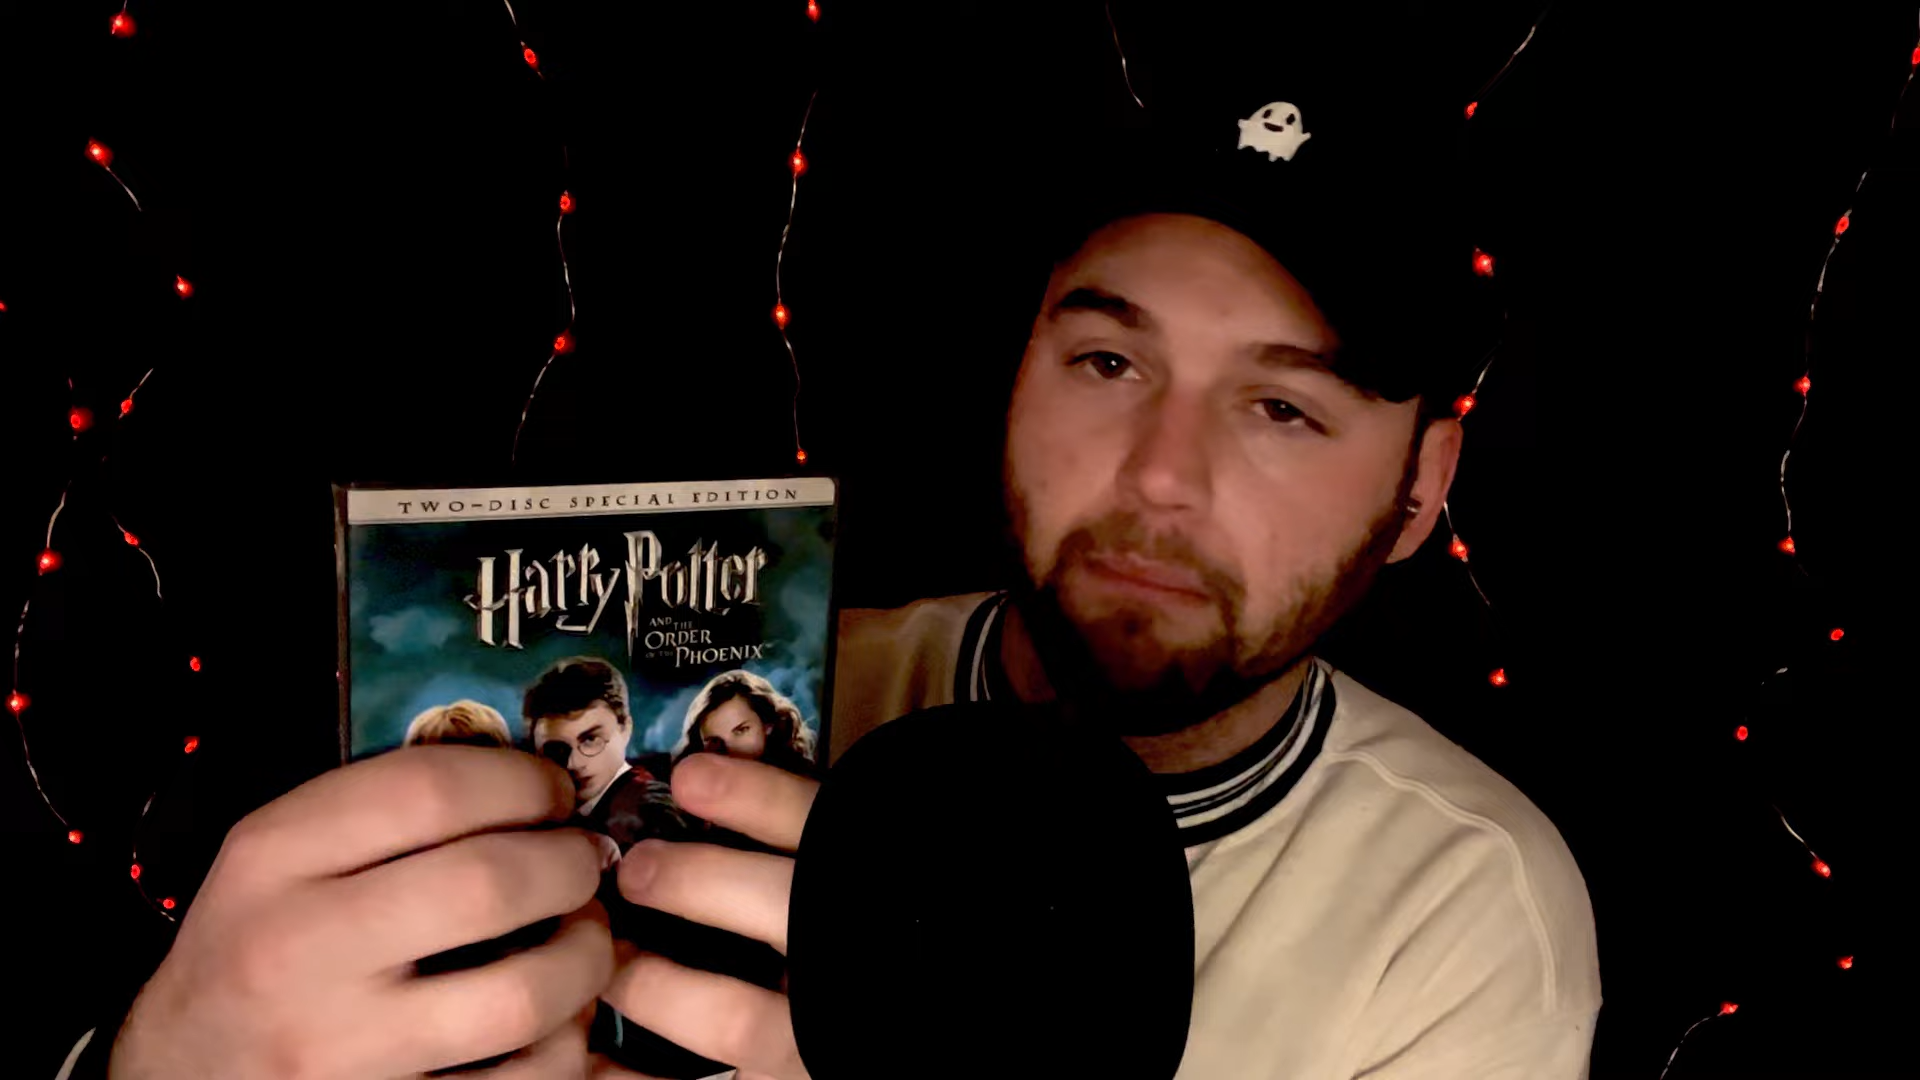 TWO-DISC SPECIAL EDITION
Harry Potter
AND THE
ORDER
OF THE PHOENIX